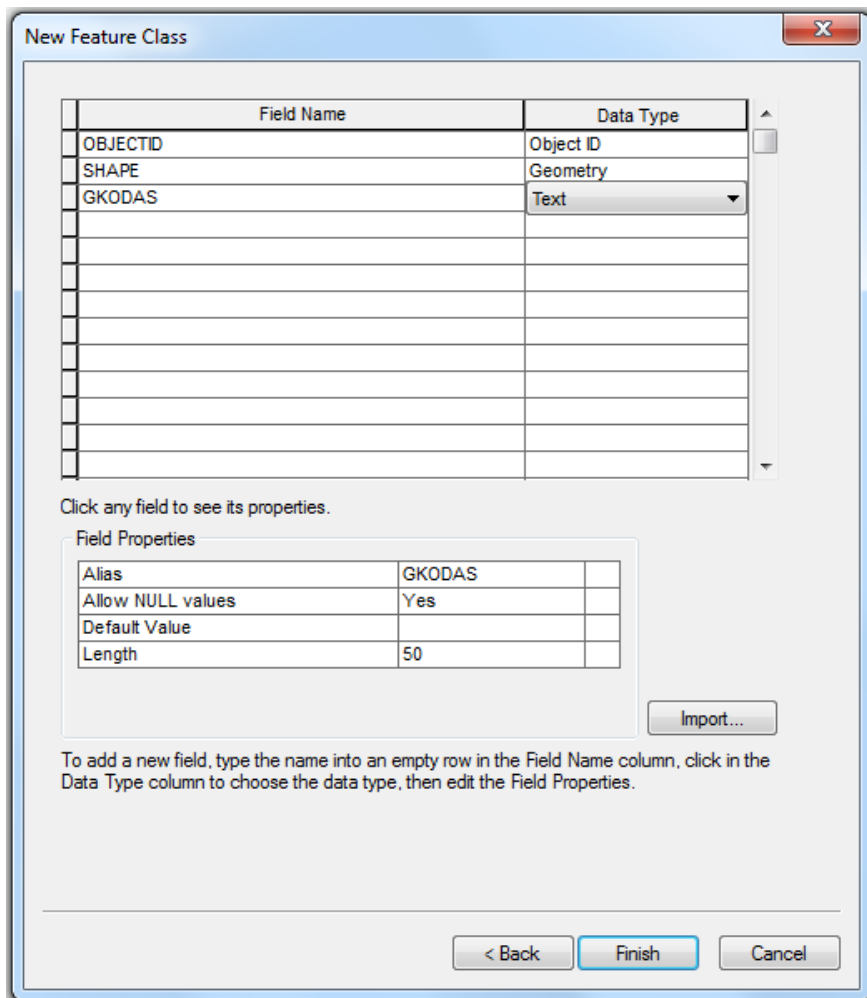 New Feature Class
Field Name Data Type
OBJECTID Object ID
SHAPE Geometry
GKODAS Text
Click any field to see its properties.
Field Properties
Alias GKODAS
Allow NULL values Yes
Default Value
Length 50
Import...
To add a new field, type the name into an empty row in the Field Name column, click in the
Data Type column to choose the data type, then edit the Field Properties.
< Back Finish Cancel